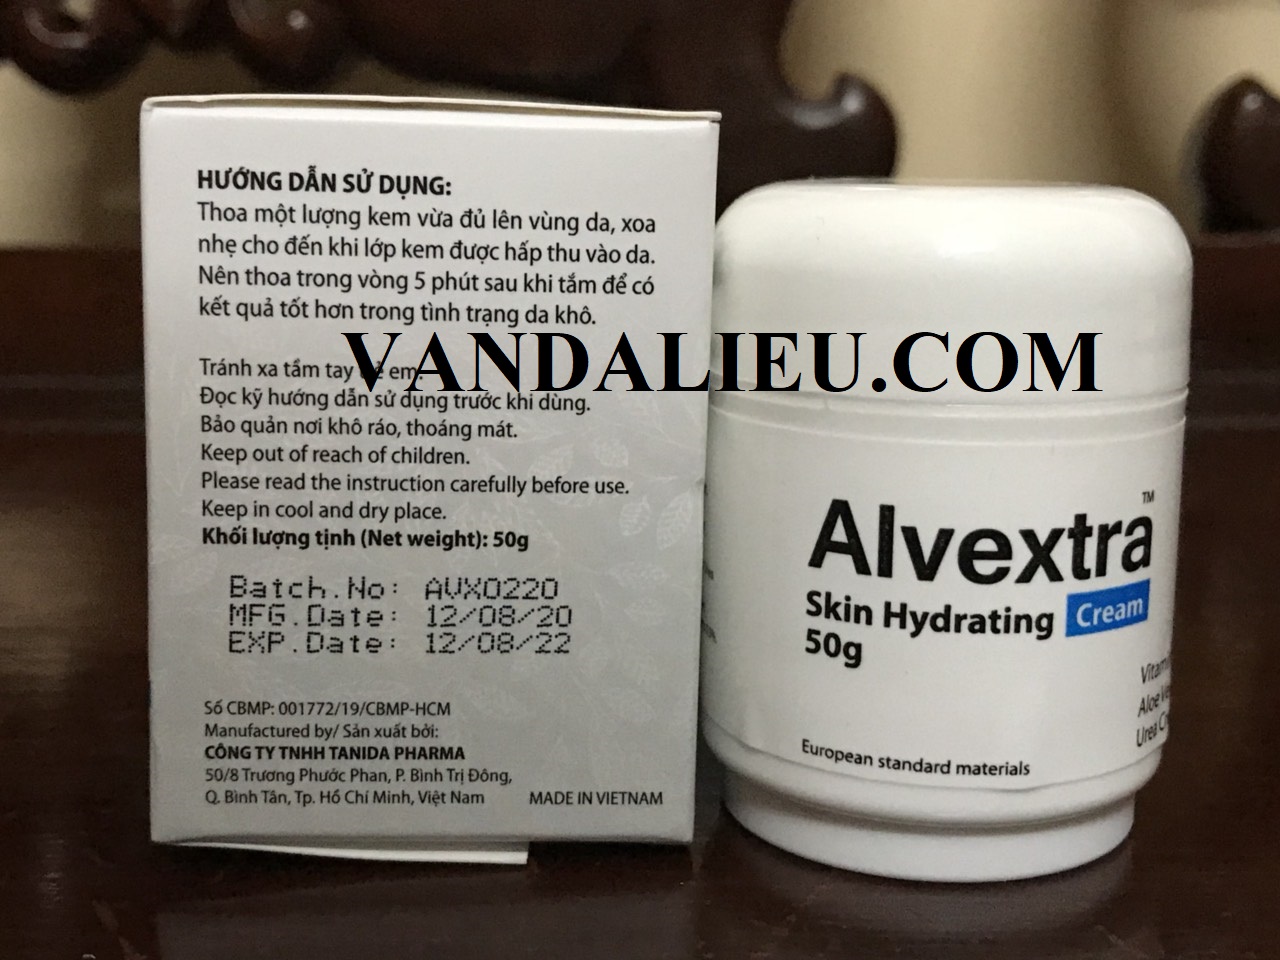 HƯỚNG DẪN SỬ DỤNG:
Thoa một lượng kem vừa đủ lên vùng da, xoa
nhẹ cho đến khi lớp kem được hấp thu vào da.
Nên thoa trong vòng 5 phút sau khi tắm để có
kết quả tốt hơn trong tình trạng da khô.
Tránh xa tầm tay em.
Đọc kỹ hướng dẫn sử dụng trước khi dùng.
Bảo quản nơi khô ráo, thoáng mát.
Keep out of reach of children.
Please read the instruction carefully before use.
Keep in cool and dry place.
Khối lượng tịnh (Net weight): 50g
Batch.No: AVX0220
MFG.Date: 12/08/20
EXP.Date: 12/08/22
Số CBMP: 001772/19/CBMP-HCM
Manufactured by/ Sản xuất bởi:
CÔNG TY TNHH TANIDA PHARMA
50/8 Trương Phước Phan, P. Bình Trị Đông,
Q. Bình Tân, Tp. Hồ Chí Minh, Việt Nam MADE IN VIETNAM
VANDALIEU.COM
Alvextra™
Skin Hydrating Cream
50g
Aloe
Urea
European standard materials